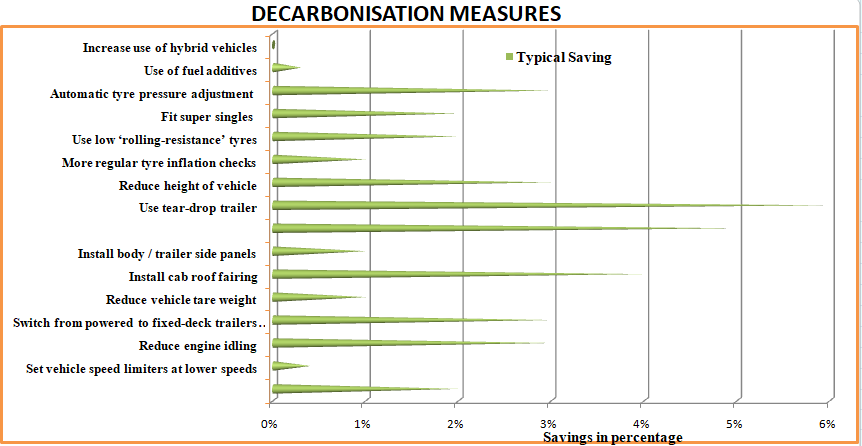 DECARBONISATION MEASURES
Typical Saving
Increase use of hybrid vehicles
Use of fuel additives
Automatic tyre pressure adjustment
Fit super singles
Use low ‘rolling-resistance’ tyres
More regular tyre inflation checks
Reduce height of vehicle
Use tear-drop trailer
Install body / trailer side panels
Install cab roof fairing
Reduce vehicle tare weight
Switch from powered to fixed-deck trailers ..
Reduce engine idling
Set vehicle speed limiters at lower speeds
0% 1% 2% 3% 4% 5% 6%
Savings in percentage